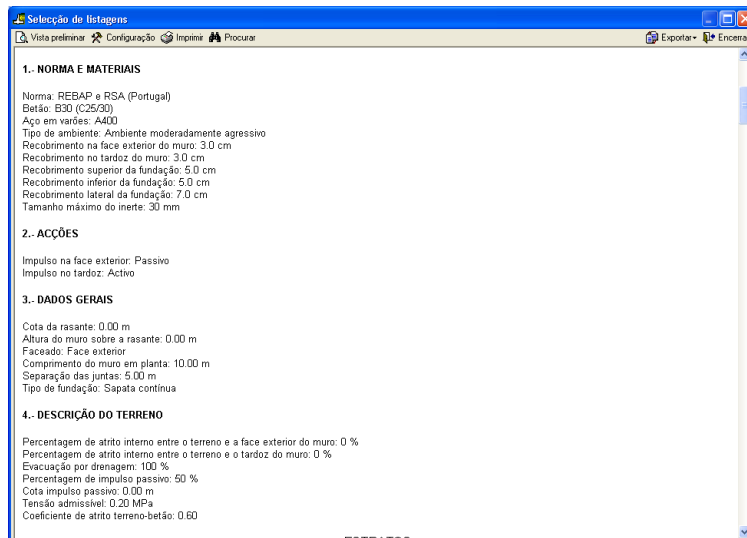 Selecção de listagens
Vista preliminar Configuração Imprimir Procurar Exportar Encerra
1.- NORMA E MATERIAIS
Norma: REBAP e RSA (Portugal)
Betão: B30 (C25/30)
Aço em varões: A400
Tipo de ambiente: Ambiente moderadamente agressivo
Recobrimento na face exterior do muro: 3.0 cm
Recobrimento no tardoz do muro: 3.0 cm
Recobrimento superior da fundação: 5.0 cm
Recobrimento inferior da fundação: 5.0 cm
Recobrimento lateral da fundação: 7.0 cm
Tamanho máximo do inerte: 30 mm
2.- ACÇÕES
Impulso na face exterior: Passivo
Impulso no tardoz: Activo
3.- DADOS GERAIS
Cota da rasante: 0.00 m
Altura do muro sobre a rasante: 0.00 m
Faceado: Face exterior
Comprimento do muro em planta: 10.00 m
Separação das juntas: 5.00 m
Tipo de fundação: Sapata contínua
4.- DESCRIÇÃO DO TERRENO
Percentagem de atrito interno entre o terreno e a face exterior do muro: 0 %
Percentagem de atrito interno entre o terreno e o tardoz do muro: 0 %
Evacuação por drenagem: 100 %
Percentagem de impulso passivo: 50 %
Cota impulso passivo: 0.00 m
Tensão admissível: 0.20 MPa
Coeficiente de atrito terreno-betão: 0.60